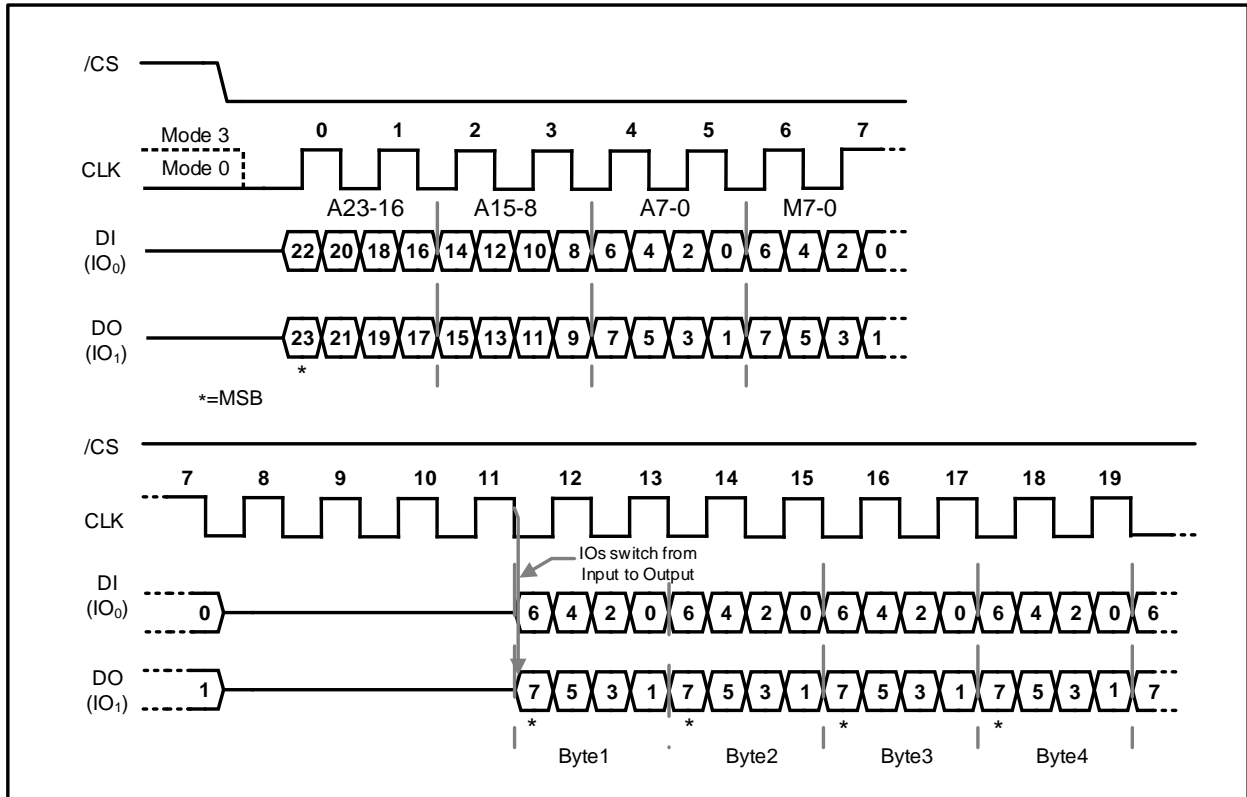 /CS
Mode 3
0 1 2 3 4 5 6 7
CLK
Mode 0
A23-16 A15-8 A7-0 M7-0
DI
(IO₀)
22 20 18 16 14 12 10 8 6 4 2 0 6 4 2 0
DO
(IO₁)
23 21 19 17 15 13 11 9 7 5 3 1 7 5 3 1
*
*=MSB
/CS
7 8 9 10 11 12 13 14 15 16 17 18 19
CLK
IOs switch from
Input to Output
DI
(IO₀)
0 6 4 2 0 6 4 2 0 6 4 2 0 6 4 2 0 6
DO
(IO₁)
1 7 5 3 1 7 5 3 1 7 5 3 1 7 5 3 1 7
* * * *
Byte1 Byte2 Byte3 Byte4